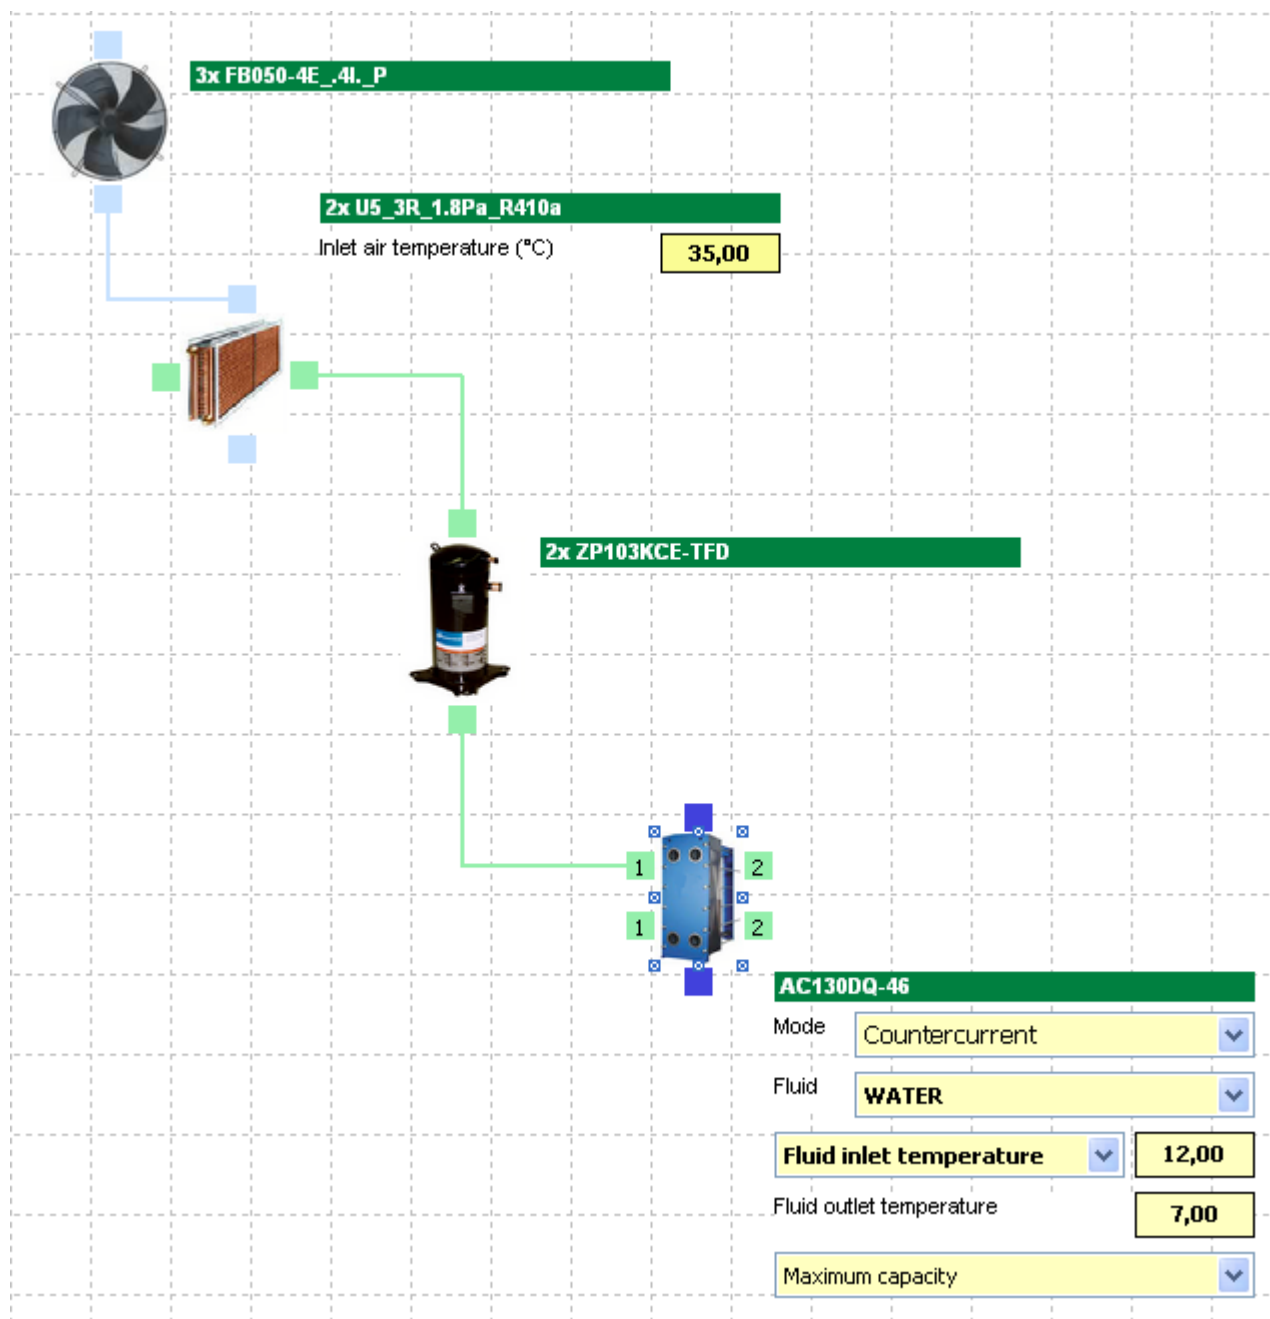 3x FB050-4E_.4I._P
2x U5_3R_1.8Pa_R410a
Inlet air temperature (°C)
35,00
2x ZP103KCE-TFD
1
2
1
2
AC130DQ-46
Mode
Countercurrent
Fluid
WATER
Fluid inlet temperature
12,00
Fluid outlet temperature
7,00
Maximum capacity